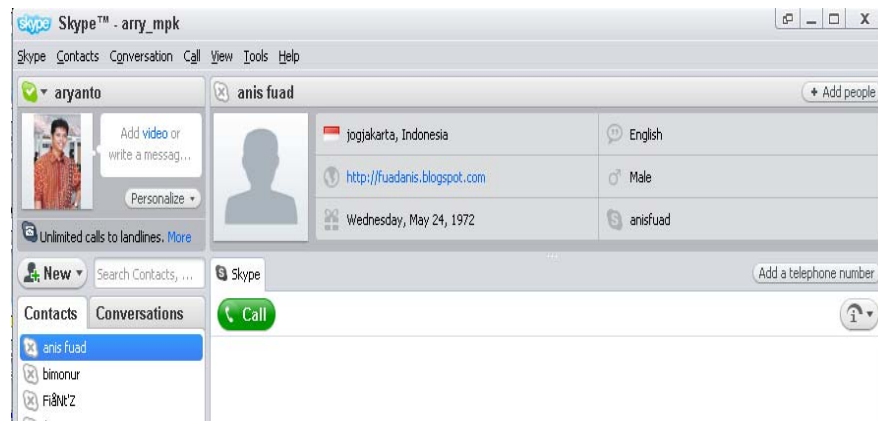 skype Skype™ - arry_mpk
Skype Contacts Conversation Call View Tools Help
aryanto
Add video or
write a messag...
Personalize
Unlimited calls to landlines. More
anis fuad
+ Add people
jogjakarta, Indonesia
English
http://fuadanis.blogspot.com
Male
Wednesday, May 24, 1972
anisfuad
New
Search Contacts, ...
Skype
Add a telephone number
Contacts Conversations
Call
anis fuad
bimonur
FiåNt'Z